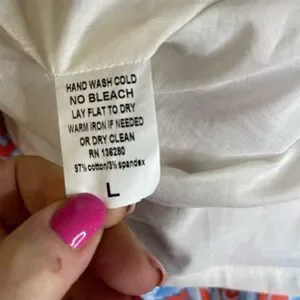 HAND WASH COLD
NO BLEACH
LAY FLAT TO DRY
WARM IRON IF NEEDED
OR DRY CLEAN
RN 136280
97% cotton/3% spandex
L